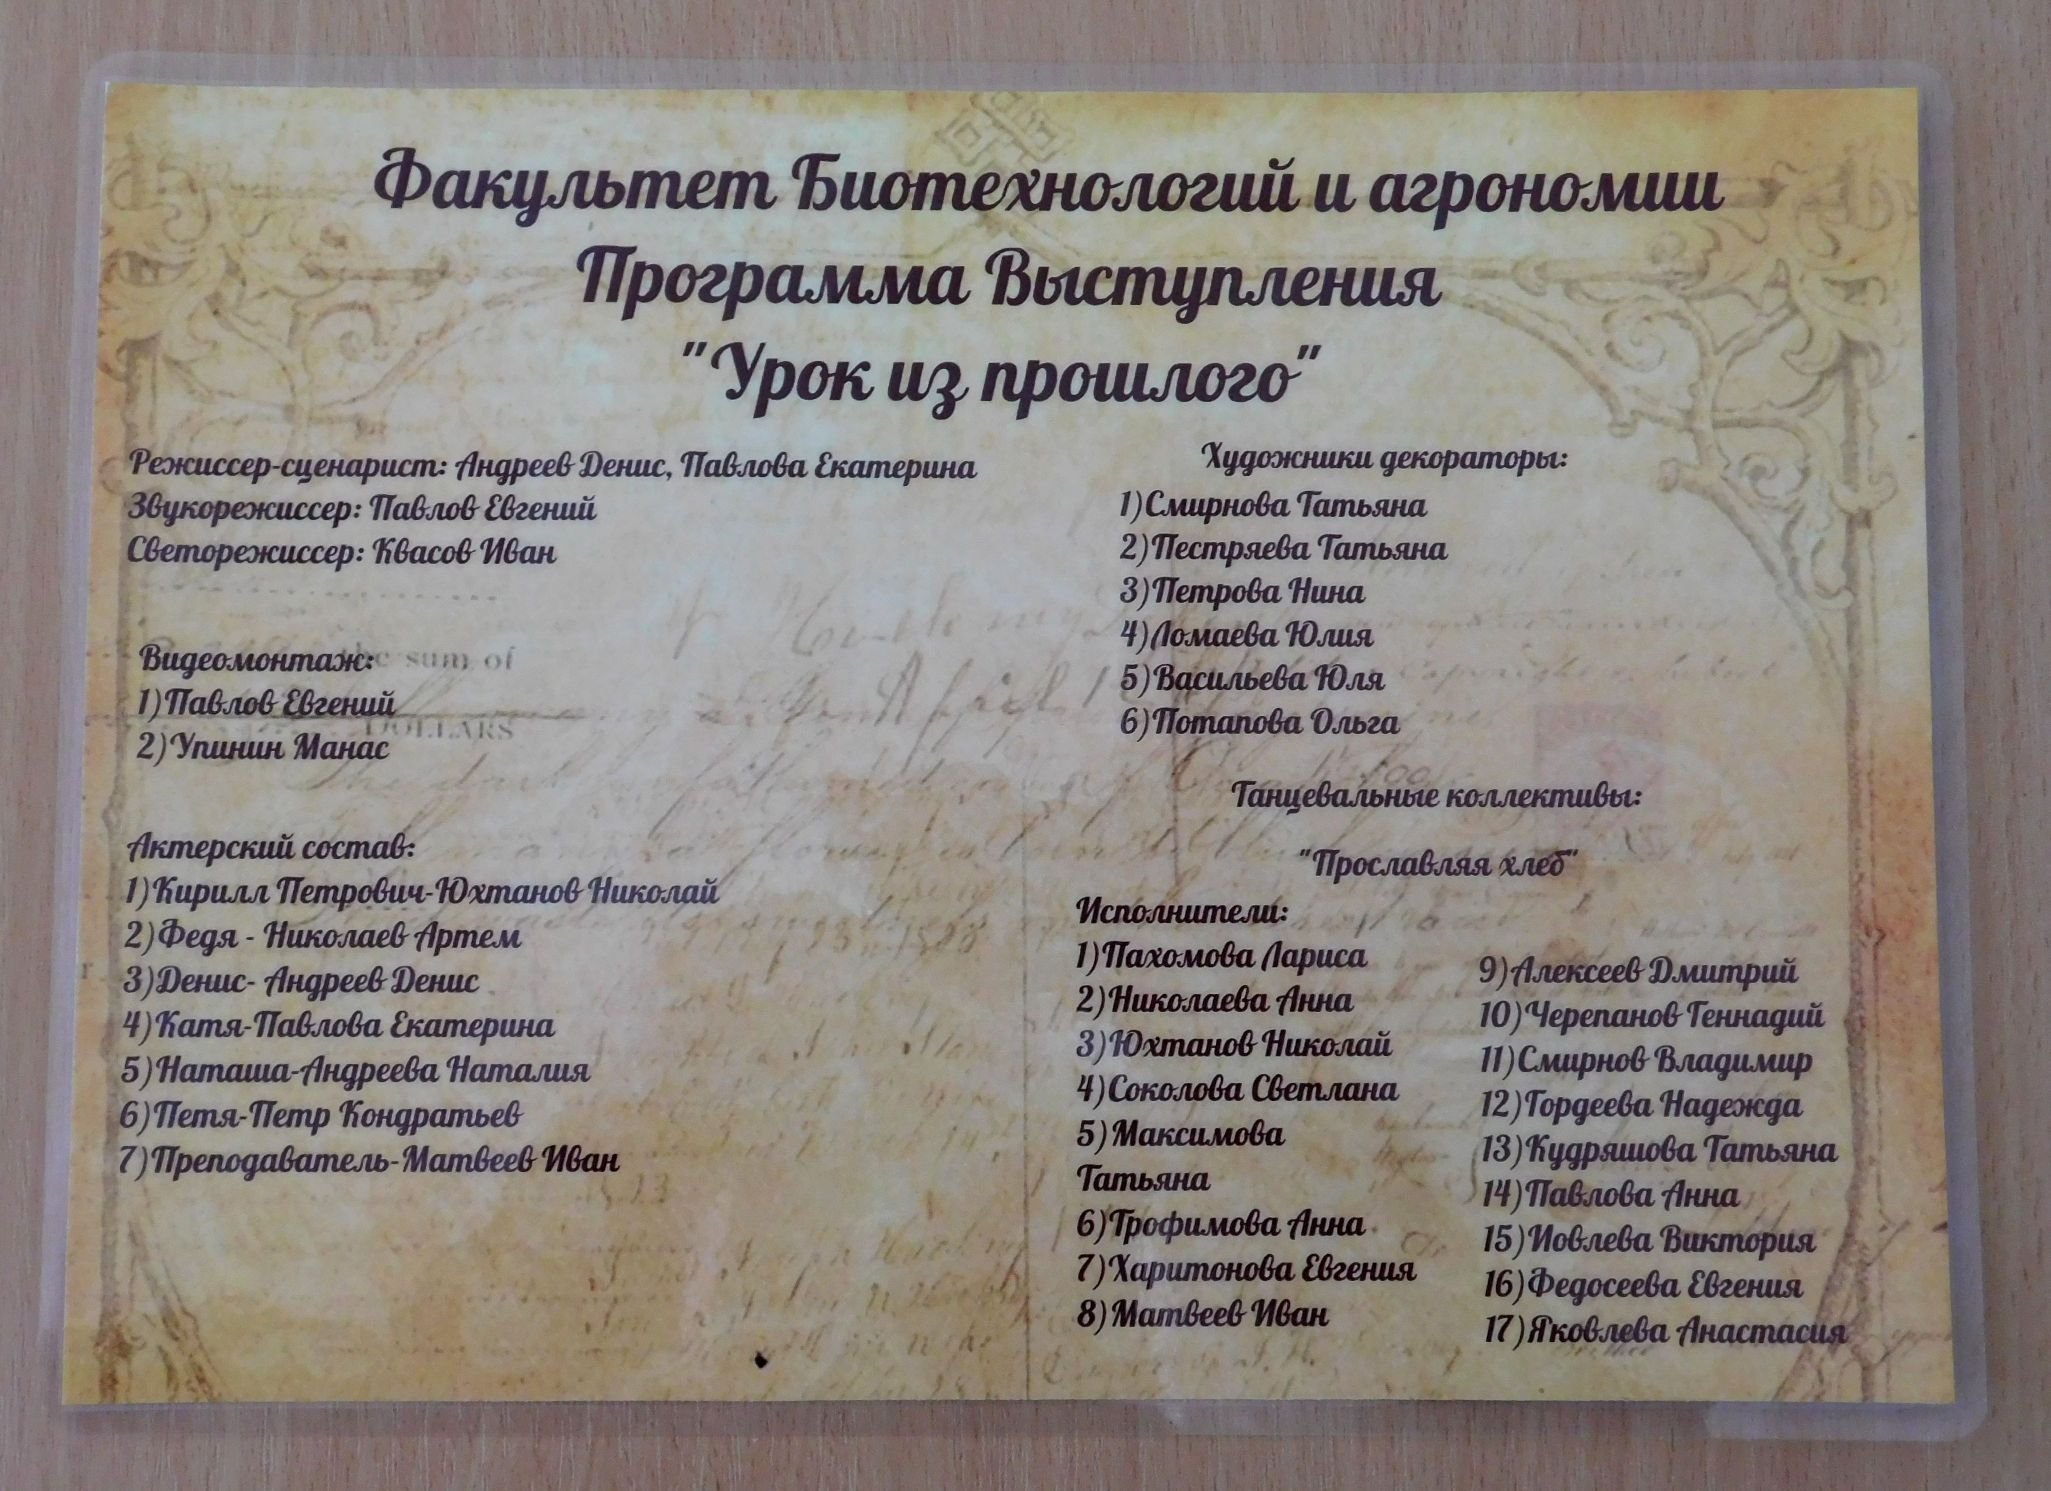 Факультет Биотехнологий и агрономии
Программа Выступления
"Урок из прошлого"
Режиссер-сценарист: Андреев Денис, Павлова Екатерина
Звукорежиссер: Павлов Евгений
Светорежиссер: Квасов Иван
Видеомонтаж:
1)Павлов Евгений
2)Упинин Манас
Актерский состав:
1)Кирилл Петрович-Юхтанов Николай
2)Федя - Николаев Артем
3)Денис- Андреев Денис
4)Катя-Павлова Екатерина
5)Наташа-Андреева Наталия
6)Петя-Петр Кондратьев
7)Преподаватель-Матвеев Иван
Художники декораторы:
1)Смирнова Татьяна
2)Пестряева Татьяна
3)Петрова Нина
4)Ломаева Юлия
5)Васильева Юля
6)Потапова Ольга
Танцевальные коллективы:
"Прославляя хлеб"
Исполнители:
1)Пахомова Лариса
2)Николаева Анна
3)Юхтанов Николай
4)Соколова Светлана
5)Максимова
Татьяна
6)Трофимова Анна
7)Харитонова Евгения
8)Матвеев Иван
9)Алексеев Дмитрий
10)Черепанов Геннадий
11)Смирнов Владимир
12)Гордеева Надежда
13)Кудряшова Татьяна
14)Павлова Анна
15)Иовлева Виктория
16)Федосеева Евгения
17)Яковлева Анастасия
the sum of
DOLLARS